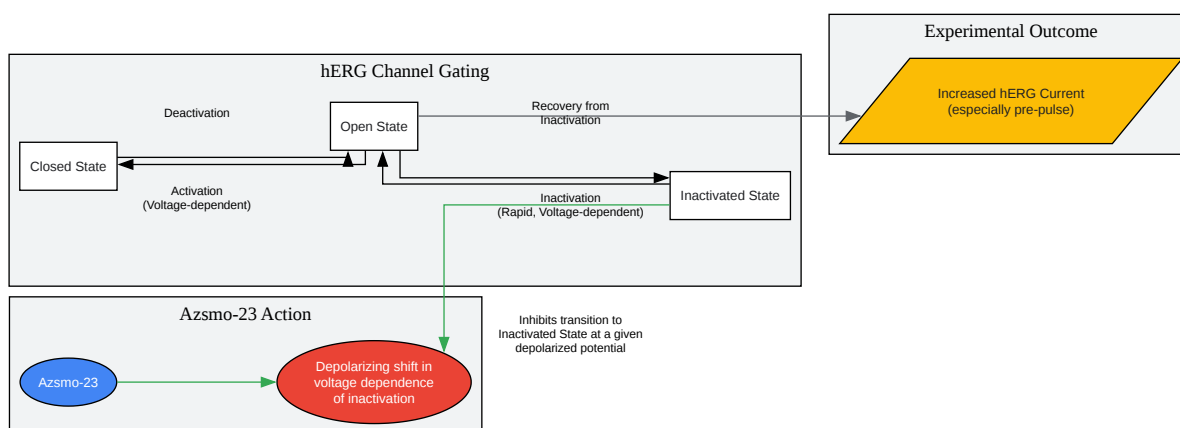 Experimental Outcome
Increased hERG Current
(especially pre-pulse)
hERG Channel Gating
Deactivation
Open State
Recovery from
Inactivation
Closed State
Activation
(Voltage-dependent)
Inactivation
(Rapid, Voltage-dependent)
Inactivated State
Azsmo-23 Action
Inhibits transition to
Inactivated State at a given
depolarized potential
Azsmo-23
Depolarizing shift in
voltage dependence
of inactivation